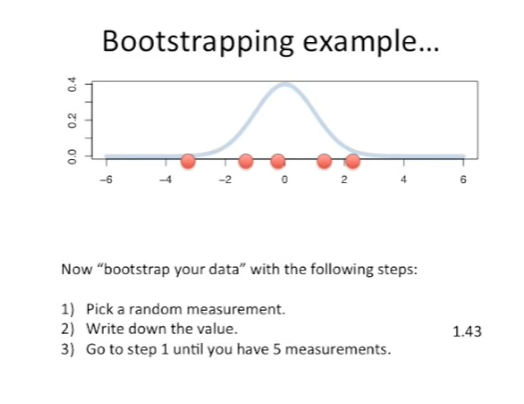 Bootstrapping example…
0.4
0.2
0.0
-6 -4 -2 0 2 4 6
Now “bootstrap your data” with the following steps:
1) Pick a random measurement.
2) Write down the value.
1.43
3) Go to step 1 until you have 5 measurements.